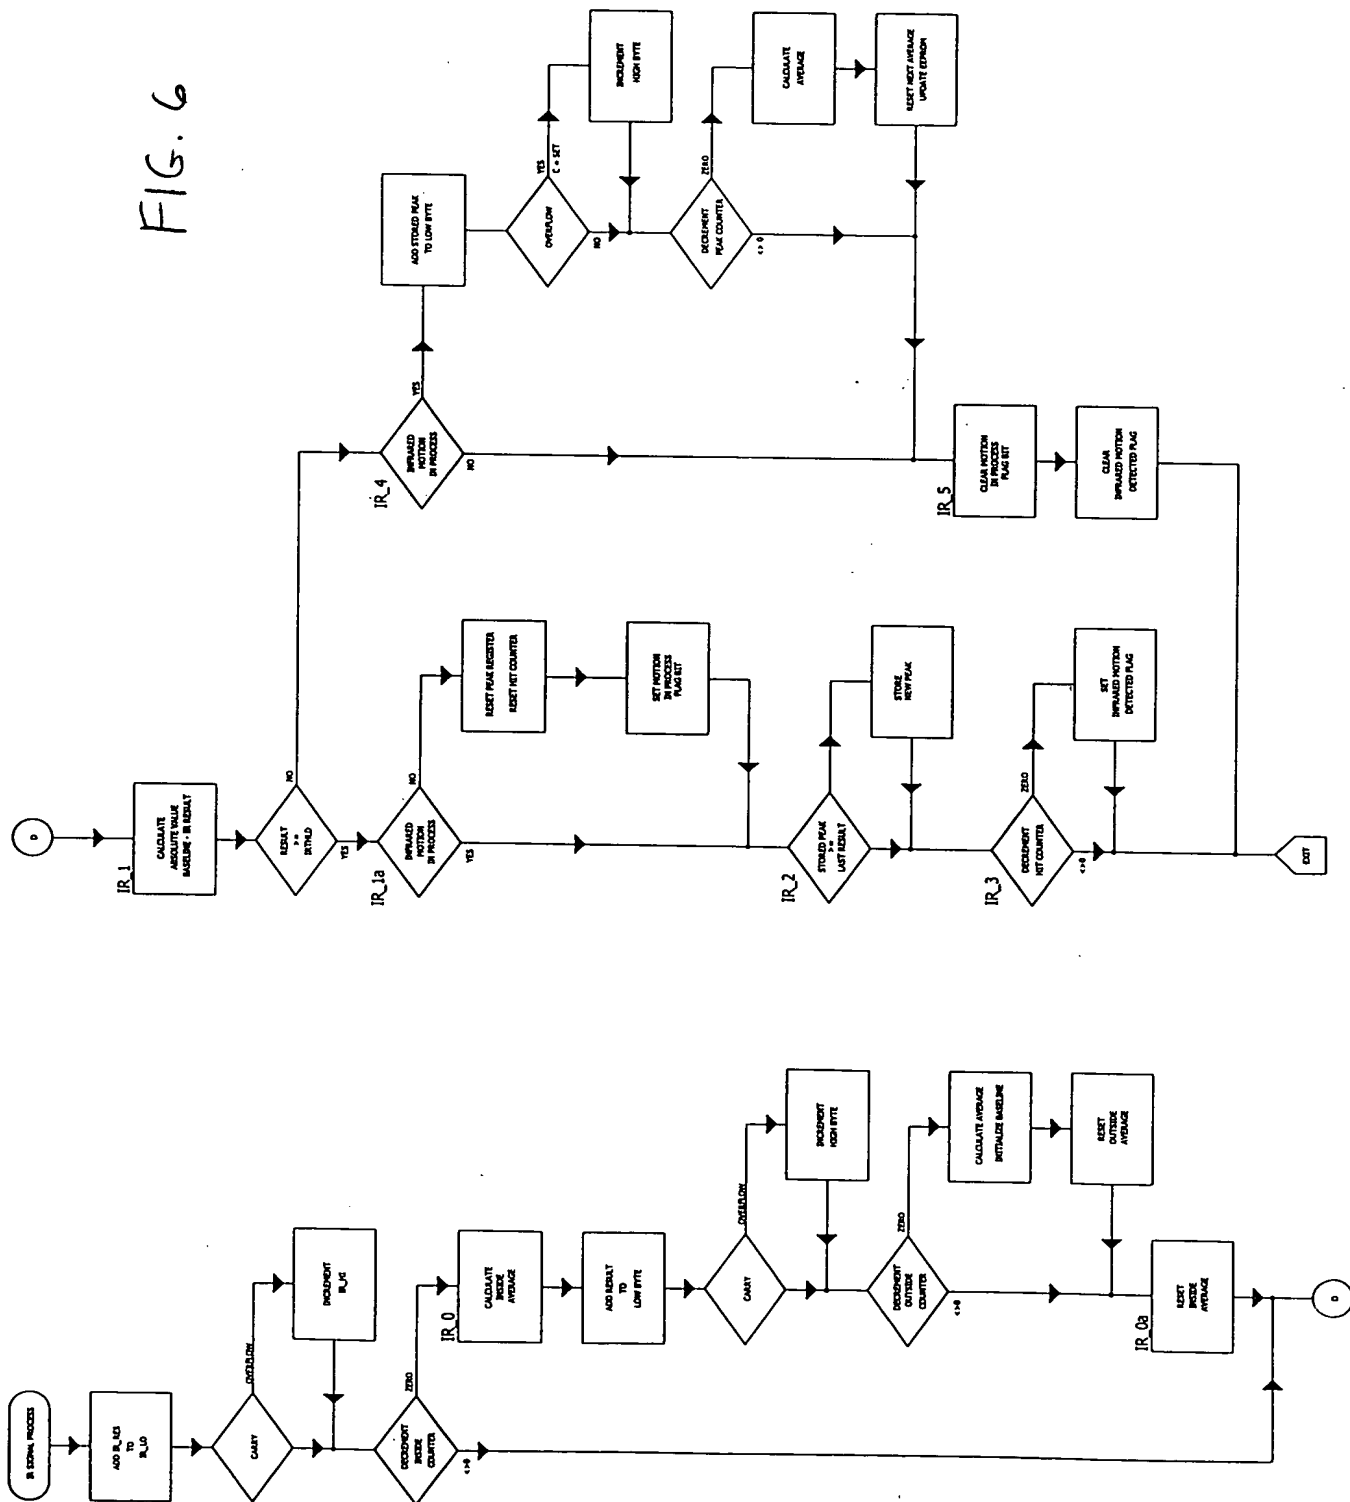 FIG. 6
IR SIGNAL PROCESS
ADD IR_RES
TO
IR_LO
CARRY
OVERFLOW
INCREMENT
IR_HI
DECREMENT
INSIDE
COUNTER
ZERO
<>0
IR_0
CALCULATE
INSIDE
AVERAGE
ADD RESULT
TO
LOW BYTE
CARRY
OVERFLOW
INCREMENT
HIGH BYTE
DECREMENT
OUTSIDE
COUNTER
ZERO
<>0
CALCULATE AVERAGE
INITIALIZE BASELINE
RESET
OUTSIDE
AVERAGE
IR_0a
RESET
INSIDE
AVERAGE
D
D
IR_1
CALCULATE
ABSOLUTE VALUE
BASELINE - IR RESULT
RESULT
>=
IRTHLD
NO
YES
IR_1a
INFRARED
MOTION
IN PROCESS
NO
YES
RESET PEAK REGISTER
RESET HIT COUNTER
SET MOTION
IN PROCESS
FLAG BIT
IR_2
STORED PEAK
>=
LAST RESULT
STORE
NEW PEAK
IR_3
DECREMENT
HIT COUNTER
ZERO
<>0
SET
INFRARED MOTION
DETECTED FLAG
EXIT
IR_4
INFRARED
MOTION
IN PROCESS
YES
NO
ADD STORED PEAK
TO LOW BYTE
OVERFLOW
YES
C = SET
NO
INCREMENT
HIGH BYTE
DECREMENT
PEAK COUNTER
ZERO
<> 0
CALCULATE
AVERAGE
RESET NEXT AVERAGE
UPDATE EEPROM
IR_5
CLEAR MOTION
IN PROCESS
FLAG BIT
CLEAR
INFRARED MOTION
DETECTED FLAG